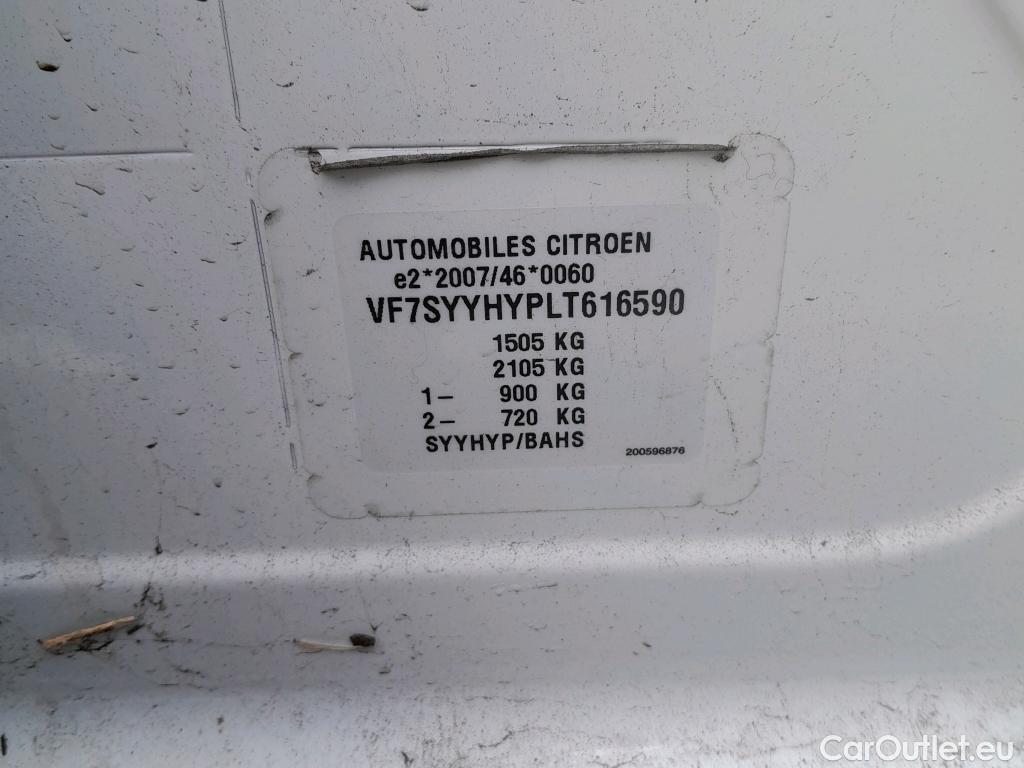 AUTOMOBILES CITROEN
e2*2007/46*0060
VF7SYYHYPLT616590
1505 KG
2105 KG
1– 900 KG
2– 720 KG
SYYHYP/BAHS
200596876
CarOutlet.eu